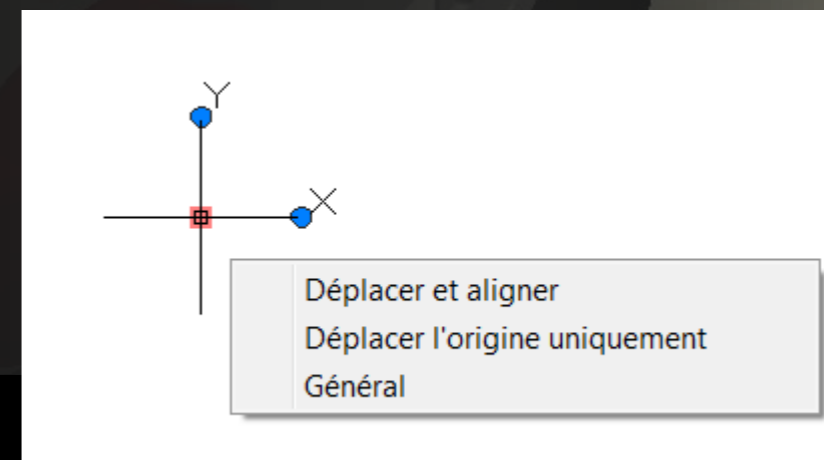 Y
X
Déplacer et aligner
Déplacer l'origine uniquement
Général